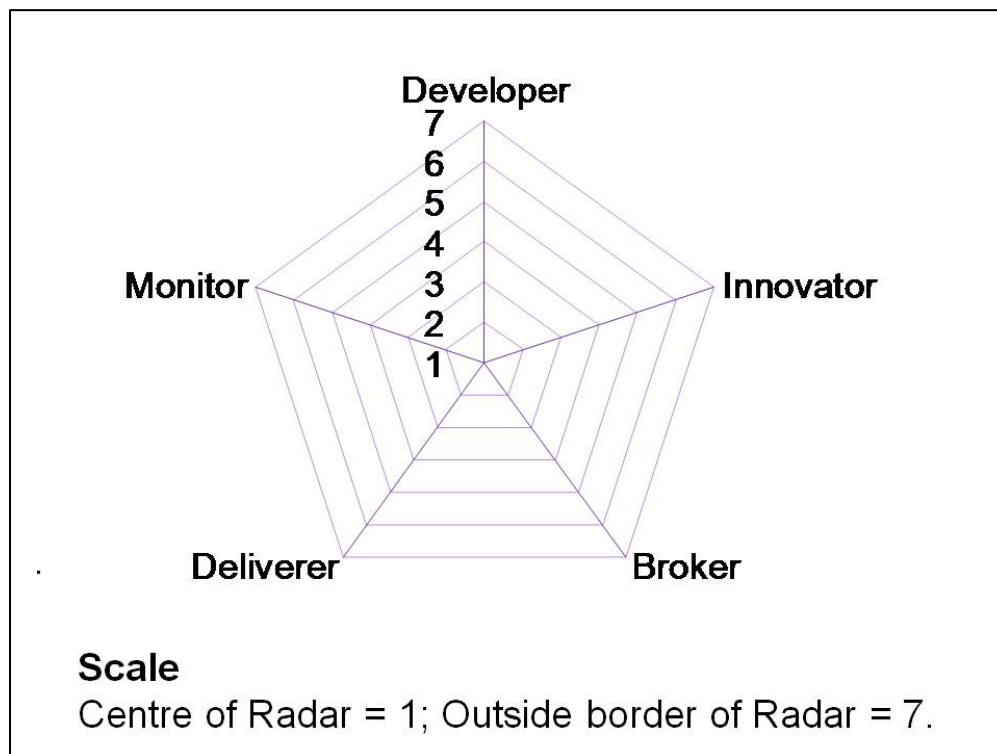 Developer
7
6
5
4
Monitor
3
Innovator
2
1
Deliverer
Broker
.
Scale
Centre of Radar = 1; Outside border of Radar = 7.